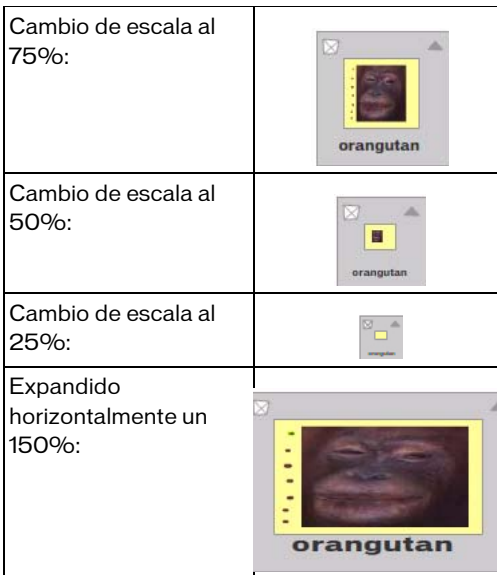 Cambio de escala al
75%:
orangutan
Cambio de escala al
50%:
orangutan
Cambio de escala al
25%:
orangutan
Expandido
horizontalmente un
150%:
orangutan